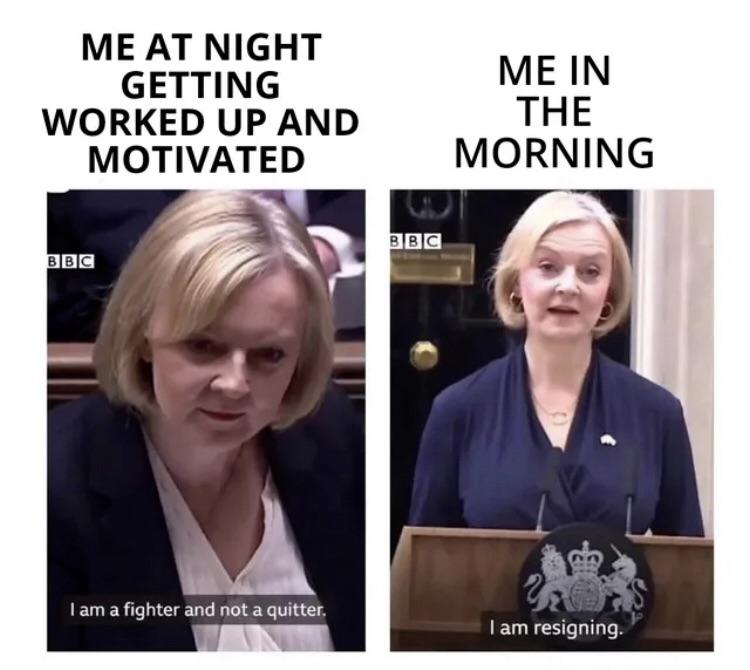 ME AT NIGHT
GETTING
WORKED UP AND
MOTIVATED
ME IN
THE
MORNING
BBC
I am a fighter and not a quitter.
BBC
I am resigning.